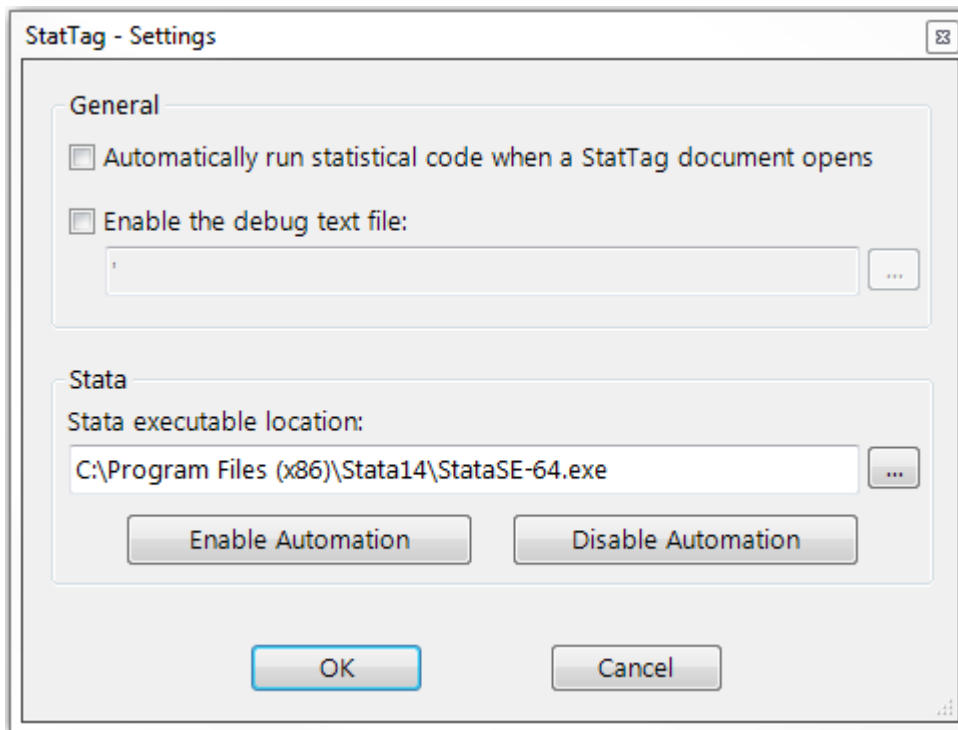 StatTag - Settings
General
Automatically run statistical code when a StatTag document opens
Enable the debug text file:
'
...
Stata
Stata executable location:
C:\Program Files (x86)\Stata14\StataSE-64.exe
...
Enable Automation
Disable Automation
OK
Cancel